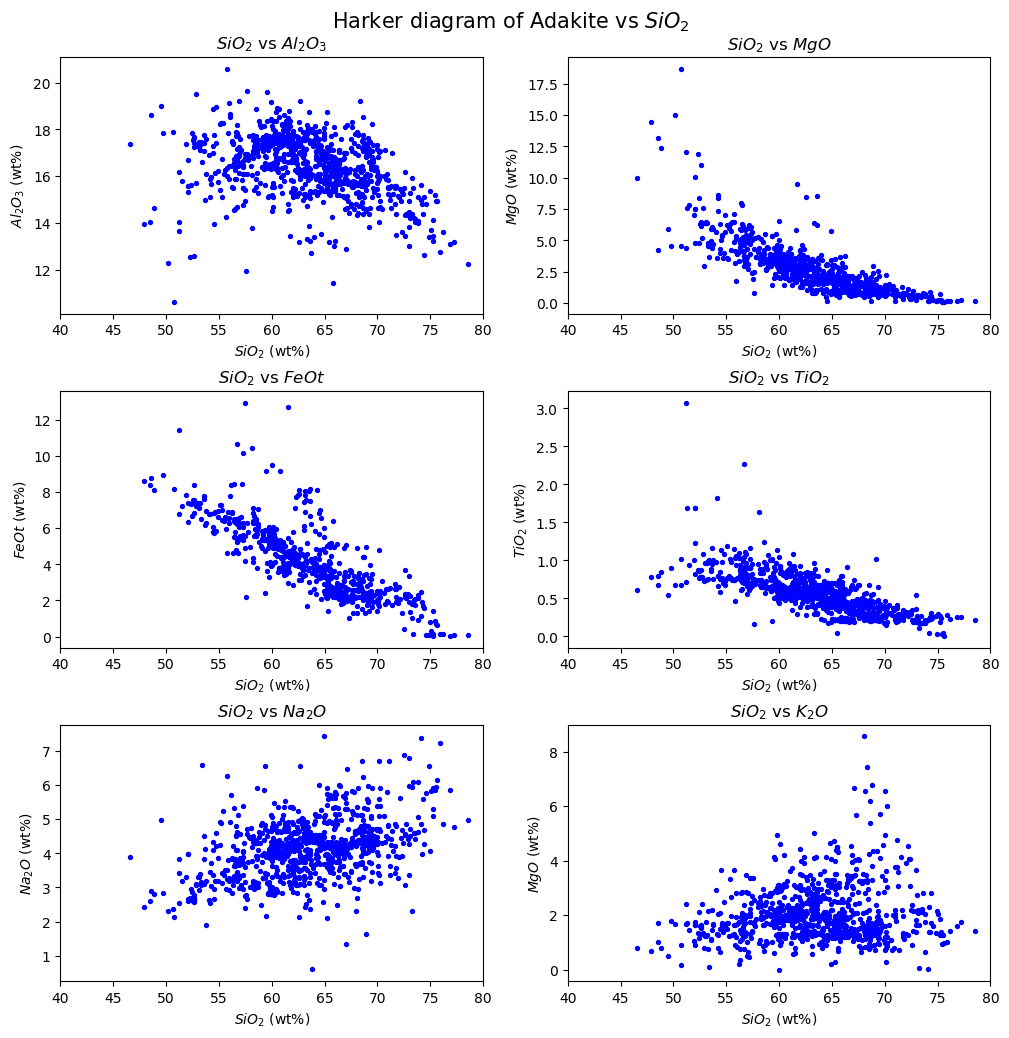 Harker diagram of Adakite vs SiO₂
SiO₂ vs Al₂O₃
20
18
16
14
12
Al₂O₃ (wt%)
40 45 50 55 60 65 70 75 80
SiO₂ (wt%)
SiO₂ vs MgO
17.5
15.0
12.5
10.0
7.5
5.0
2.5
0.0
MgO (wt%)
40 45 50 55 60 65 70 75 80
SiO₂ (wt%)
SiO₂ vs FeOt
12
10
8
6
4
2
0
FeOt (wt%)
40 45 50 55 60 65 70 75 80
SiO₂ (wt%)
SiO₂ vs TiO₂
3.0
2.5
2.0
1.5
1.0
0.5
0.0
TiO₂ (wt%)
40 45 50 55 60 65 70 75 80
SiO₂ (wt%)
SiO₂ vs Na₂O
7
6
5
4
3
2
1
Na₂O (wt%)
40 45 50 55 60 65 70 75 80
SiO₂ (wt%)
SiO₂ vs K₂O
8
6
4
2
0
MgO (wt%)
40 45 50 55 60 65 70 75 80
SiO₂ (wt%)